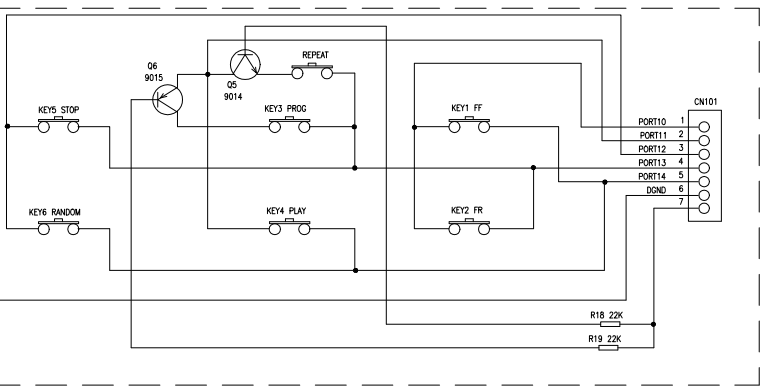 REPEAT
Q6
9015
Q5
9014
CN101
KEY5 STOP
KEY3 PROG
KEY1 FF
PORT10 1
PORT11 2
PORT12 3
PORT13 4
PORT14 5
DGND 6
7
KEY6 RANDOM
KEY4 PLAY
KEY2 FR
R18 22K
R19 22K